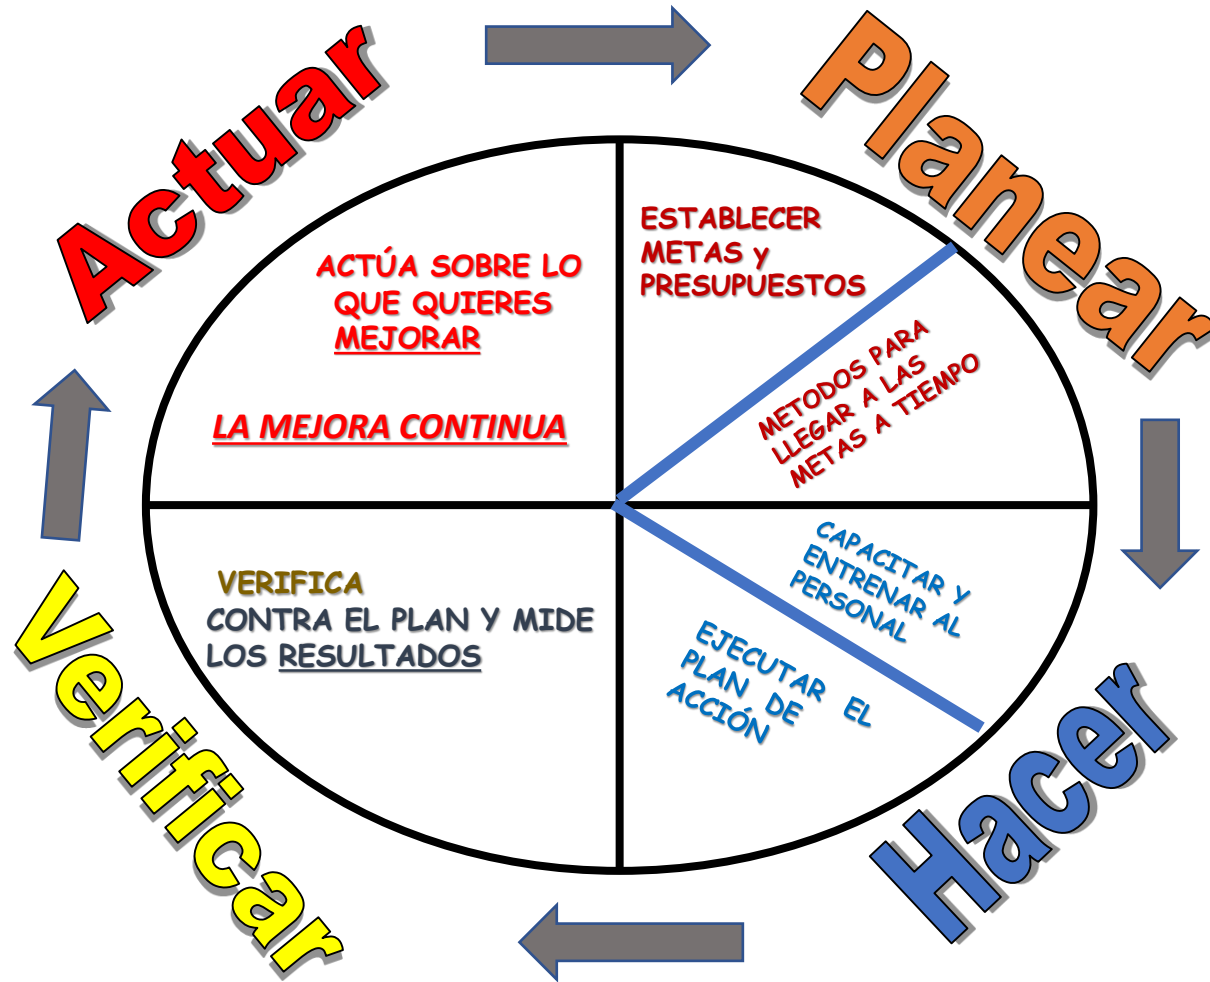 Actuar
Planear
ESTABLECER
METAS y
PRESUPUESTOS
ACTÚA SOBRE LO
QUE QUIERES
MEJORAR
LA MEJORA CONTINUA
METODOS PARA
LLEGAR A LAS
METAS A TIEMPO
CAPACITAR Y
ENTRENAR AL
PERSONAL
EJECUTAR EL
PLAN DE
ACCIÓN
VERIFICA
CONTRA EL PLAN Y MIDE
LOS RESULTADOS
Verificar
Hacer